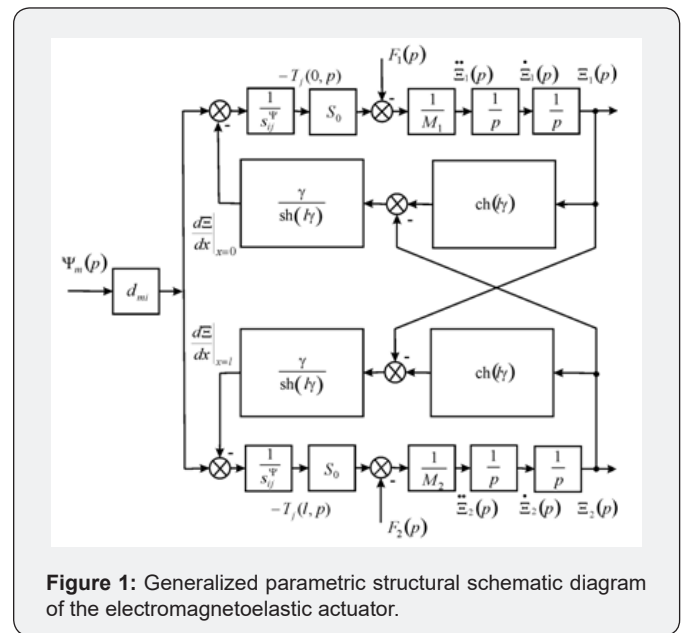 F₁(p)
−T_j(0, p)
Ξ̈₁(p) Ξ̇₁(p) Ξ₁(p)
1/s_ij^Ψ S₀ 1/M₁ 1/p 1/p
γ/sh(lγ) ch(lγ)
dΞ/dx|x=0
Ψ_m(p)
d_mi
dΞ/dx|x=l
γ/sh(lγ) ch(lγ)
1/s_ij^Ψ S₀ 1/M₂ 1/p 1/p
−T_j(l, p)
Ξ̈₂(p) Ξ̇₂(p) Ξ₂(p)
F₂(p)
Figure 1: Generalized parametric structural schematic diagram
of the electromagnetoelastic actuator.